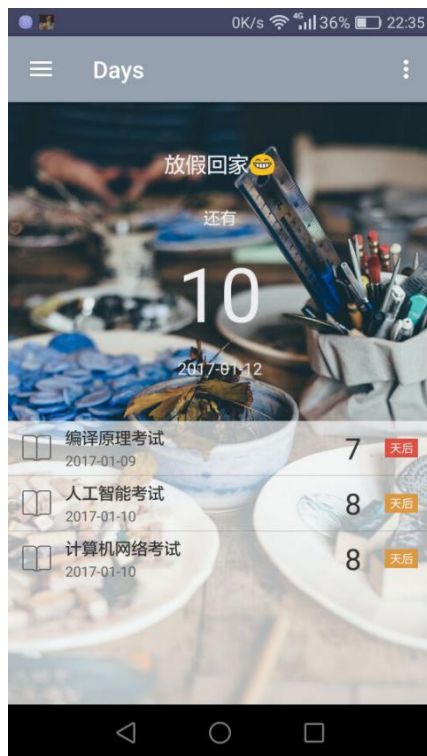 0K/s 4G 36% 22:35
Days
放假回家😁
还有
10
2017-01-12
编译原理考试
2017-01-09
7 天后
人工智能考试
2017-01-10
8 天后
计算机网络考试
2017-01-10
8 天后